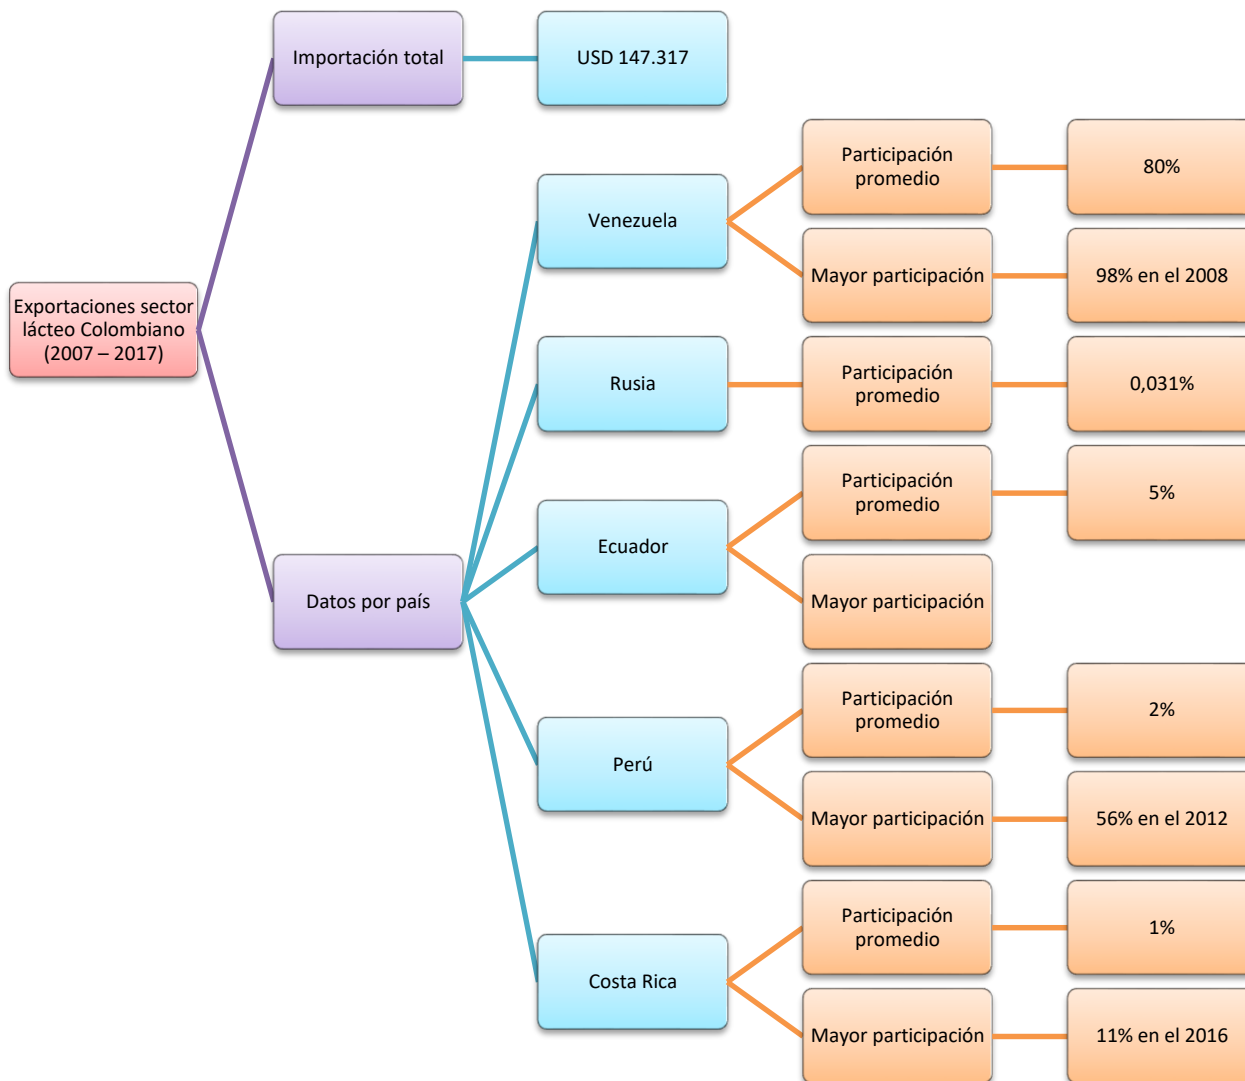 Importación total
USD 147.317
Participación
promedio
80%
Venezuela
Mayor participación
98% en el 2008
Exportaciones sector
lácteo Colombiano
(2007 – 2017)
Rusia
Participación
promedio
0,031%
Participación
promedio
5%
Ecuador
Mayor participación
Datos por país
Participación
promedio
2%
Perú
Mayor participación
56% en el 2012
Participación
promedio
1%
Costa Rica
Mayor participación
11% en el 2016